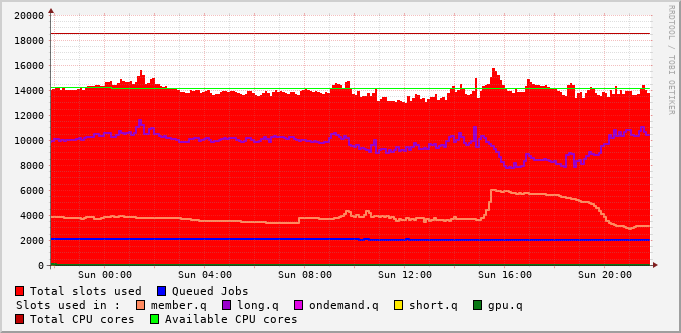 20000
18000
16000
14000
12000
10000
8000
6000
4000
2000
0
Sun 00:00 Sun 04:00 Sun 08:00 Sun 12:00 Sun 16:00 Sun 20:00
RRDTOOL / TOBI OETIKER
Total slots used Queued Jobs
Slots used in : member.q long.q ondemand.q short.q gpu.q
Total CPU cores Available CPU cores